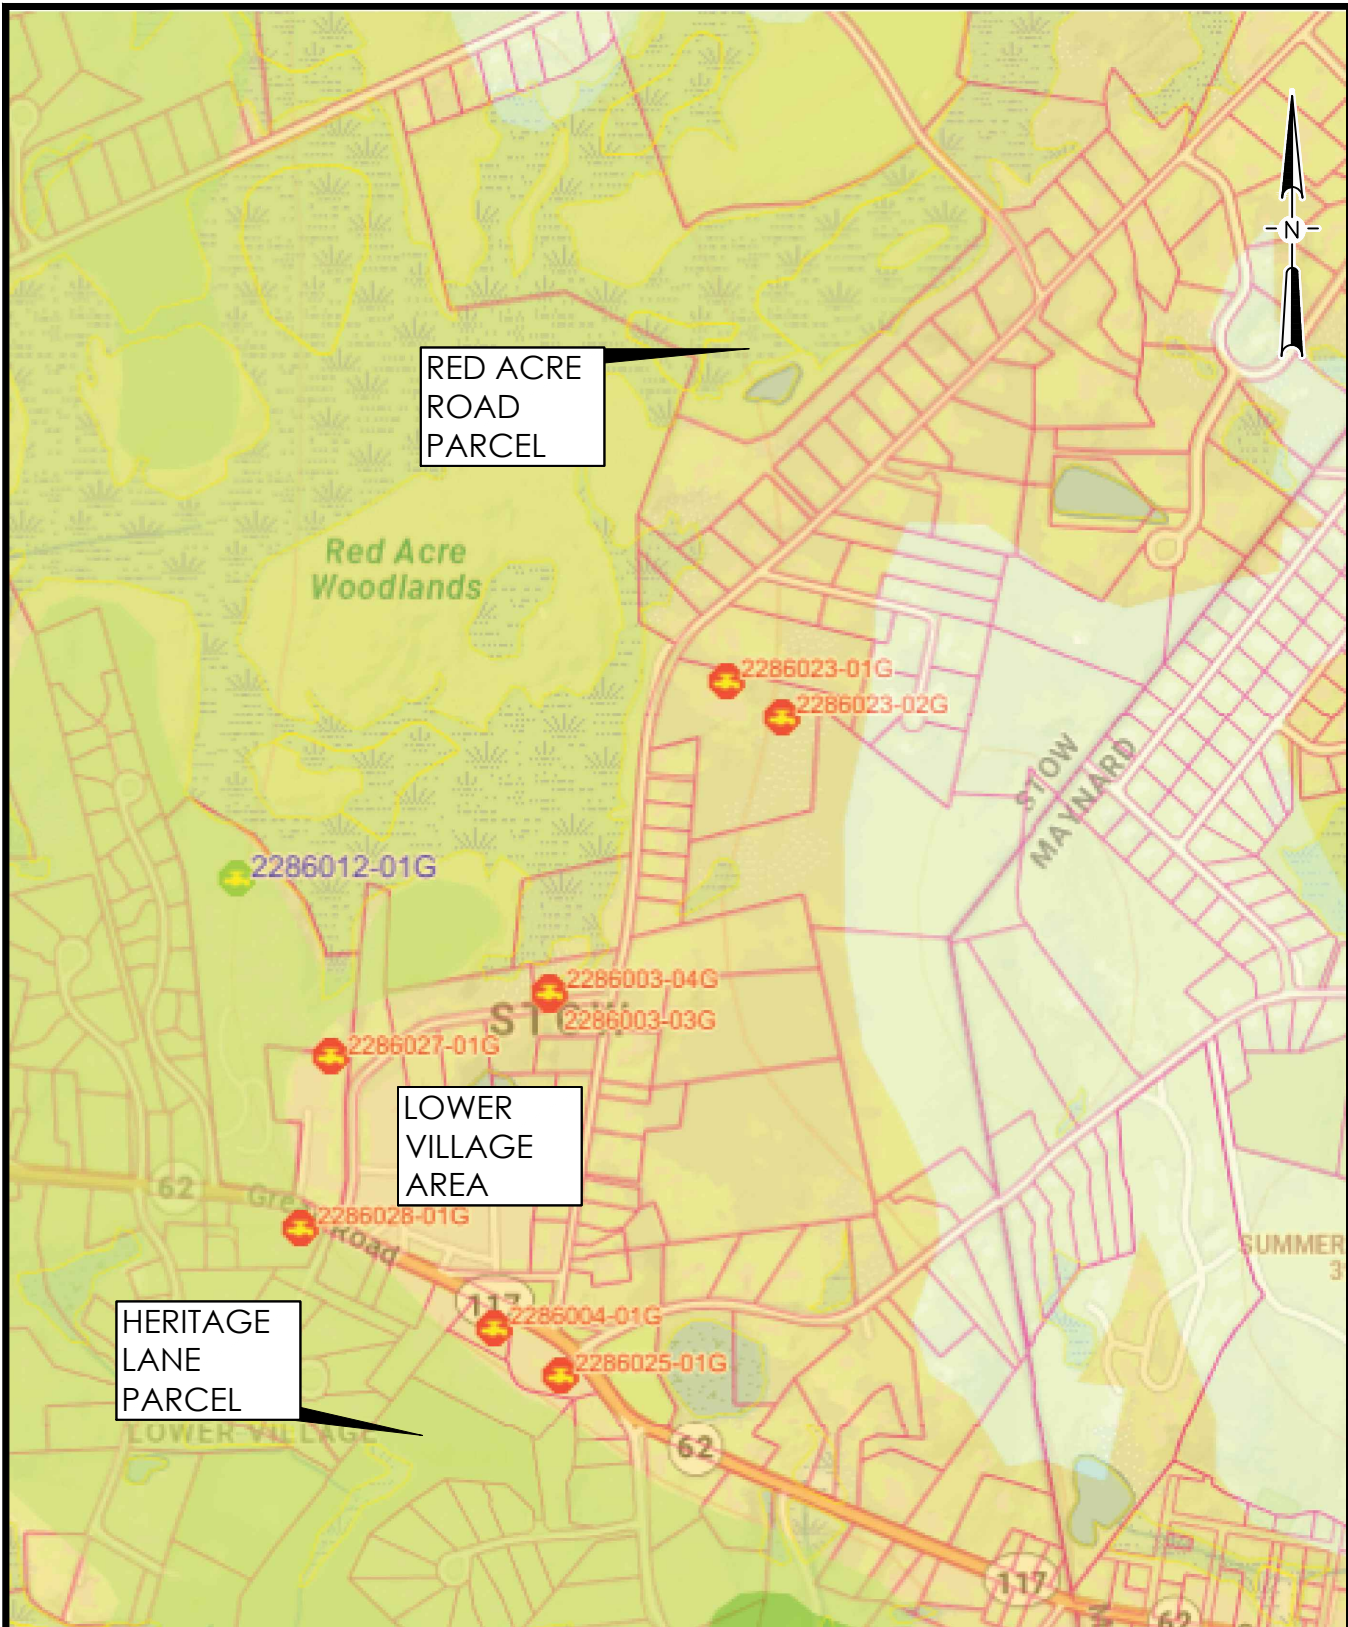 N
RED ACRE
ROAD
PARCEL
Red Acre
Woodlands
2286023-01G
2286023-02G
STOW
MAYNARD
2286012-01G
2286003-04G
STOW
2286003-03G
2286027-01G
LOWER
VILLAGE
AREA
62
Great Road
2286028-01G
SUMMER
117
2286004-01G
HERITAGE
LANE
PARCEL
2286025-01G
LOWER VILLAGE
62
117
62